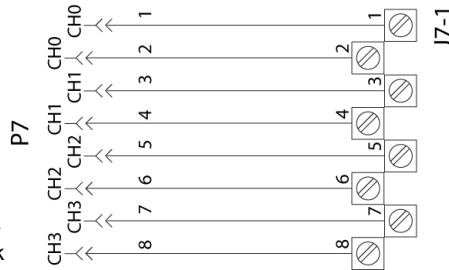 CH0 1 1
CH0 2 2
CH1 3 3
CH1 4 4
CH2 5 5
CH2 6 6
CH3 7 7
CH3 8 8
P7
J7-1
k